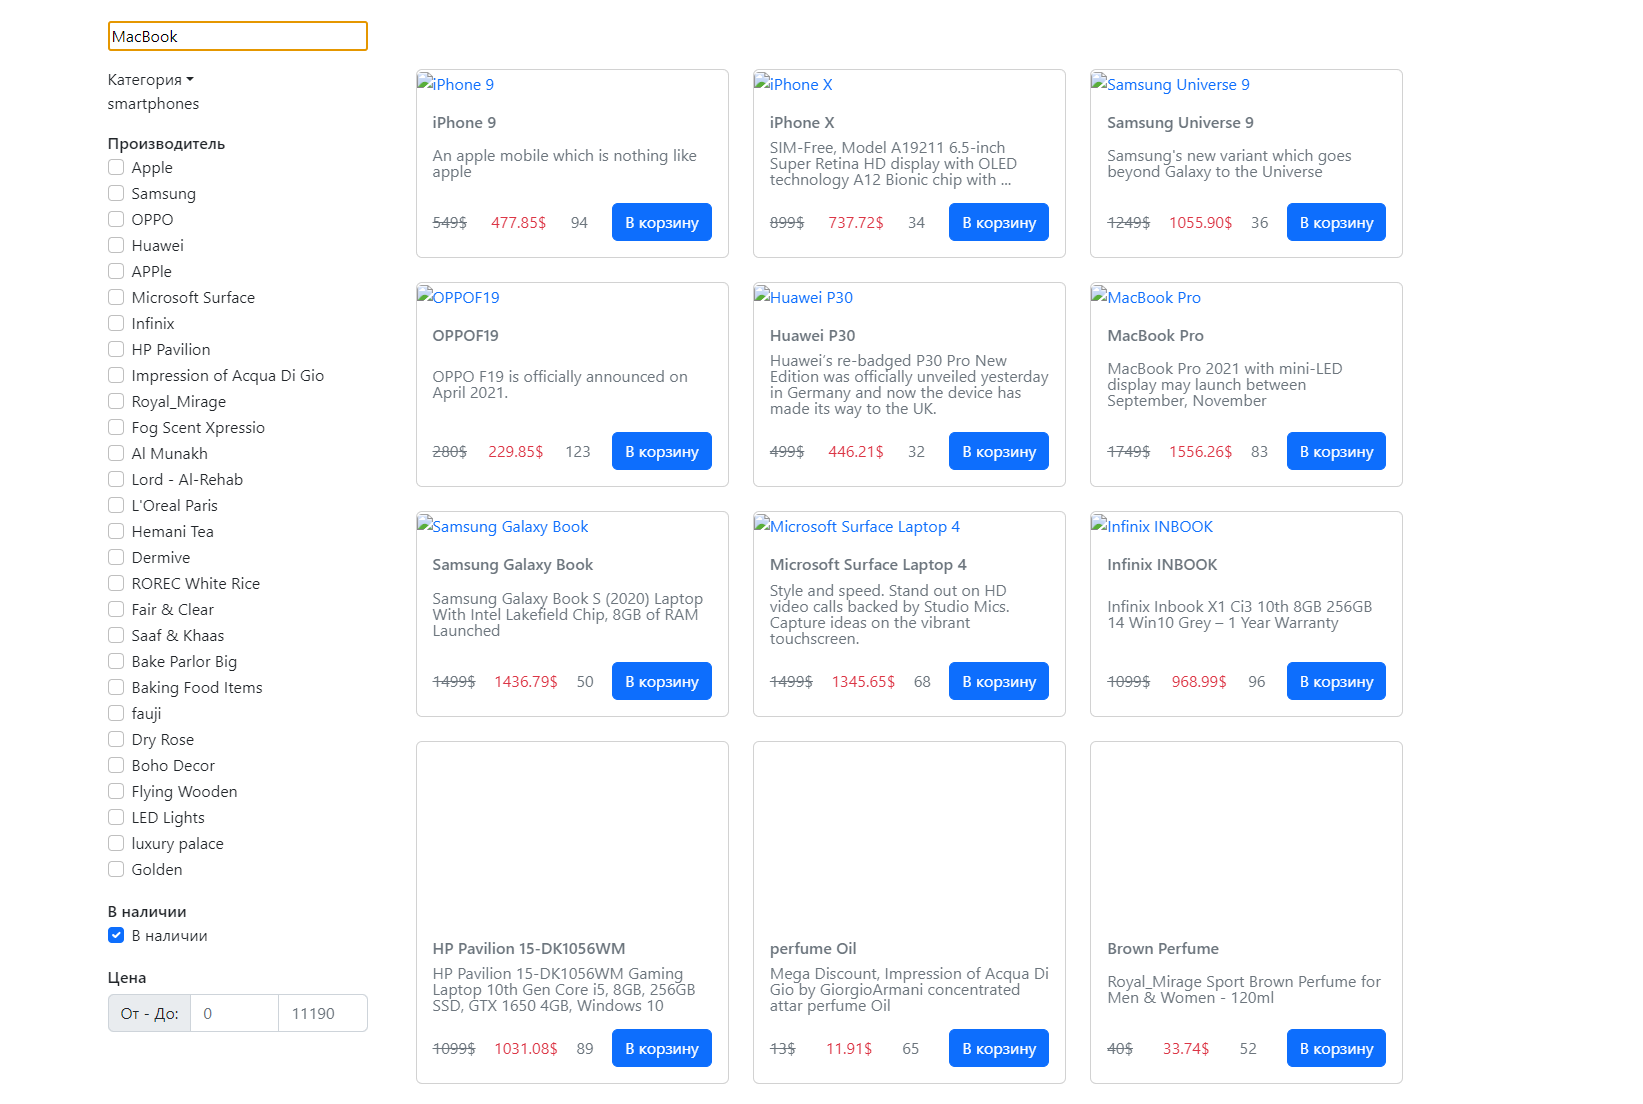 MacBook
Категория
smartphones
Производитель
Apple
Samsung
OPPO
Huawei
APPle
Microsoft Surface
Infinix
HP Pavilion
Impression of Acqua Di Gio
Royal_Mirage
Fog Scent Xpressio
Al Munakh
Lord - Al-Rehab
L'Oreal Paris
Hemani Tea
Dermive
ROREC White Rice
Fair & Clear
Saaf & Khaas
Bake Parlor Big
Baking Food Items
fauji
Dry Rose
Boho Decor
Flying Wooden
LED Lights
luxury palace
Golden
В наличии
В наличии
Цена
От - До: 0 11190
iPhone 9
iPhone 9
An apple mobile which is nothing like
apple
549$ 477.85$ 94 В корзину
iPhone X
iPhone X
SIM-Free, Model A19211 6.5-inch
Super Retina HD display with OLED
technology A12 Bionic chip with ...
899$ 737.72$ 34 В корзину
Samsung Universe 9
Samsung Universe 9
Samsung's new variant which goes
beyond Galaxy to the Universe
1249$ 1055.90$ 36 В корзину
OPPOF19
OPPOF19
OPPO F19 is officially announced on
April 2021.
280$ 229.85$ 123 В корзину
Huawei P30
Huawei P30
Huawei’s re-badged P30 Pro New
Edition was officially unveiled yesterday
in Germany and now the device has
made its way to the UK.
499$ 446.21$ 32 В корзину
MacBook Pro
MacBook Pro
MacBook Pro 2021 with mini-LED
display may launch between
September, November
1749$ 1556.26$ 83 В корзину
Samsung Galaxy Book
Samsung Galaxy Book
Samsung Galaxy Book S (2020) Laptop
With Intel Lakefield Chip, 8GB of RAM
Launched
1499$ 1436.79$ 50 В корзину
Microsoft Surface Laptop 4
Microsoft Surface Laptop 4
Style and speed. Stand out on HD
video calls backed by Studio Mics.
Capture ideas on the vibrant
touchscreen.
1499$ 1345.65$ 68 В корзину
Infinix INBOOK
Infinix INBOOK
Infinix Inbook X1 Ci3 10th 8GB 256GB
14 Win10 Grey – 1 Year Warranty
1099$ 968.99$ 96 В корзину
HP Pavilion 15-DK1056WM
HP Pavilion 15-DK1056WM Gaming
Laptop 10th Gen Core i5, 8GB, 256GB
SSD, GTX 1650 4GB, Windows 10
1099$ 1031.08$ 89 В корзину
perfume Oil
Mega Discount, Impression of Acqua Di
Gio by GiorgioArmani concentrated
attar perfume Oil
13$ 11.91$ 65 В корзину
Brown Perfume
Royal_Mirage Sport Brown Perfume for
Men & Women - 120ml
40$ 33.74$ 52 В корзину